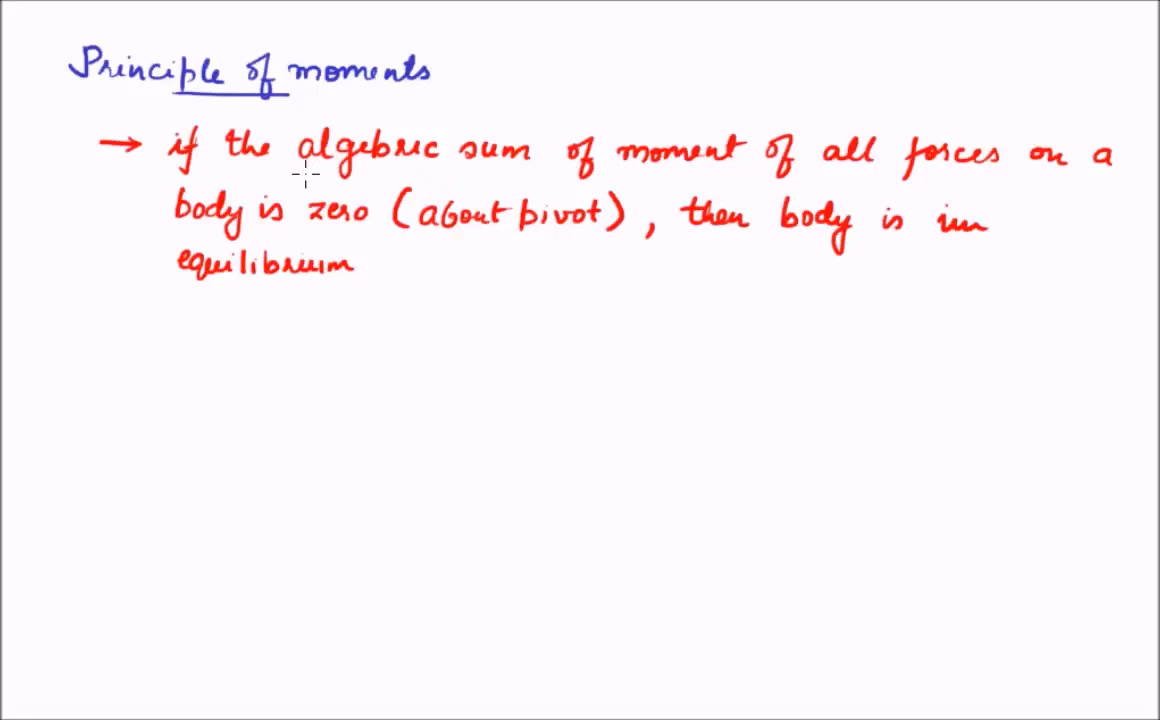 Principle of moments
→ if the algebric sum of moment of all forces on a
body is zero (about pivot), then body is in
equilibrium